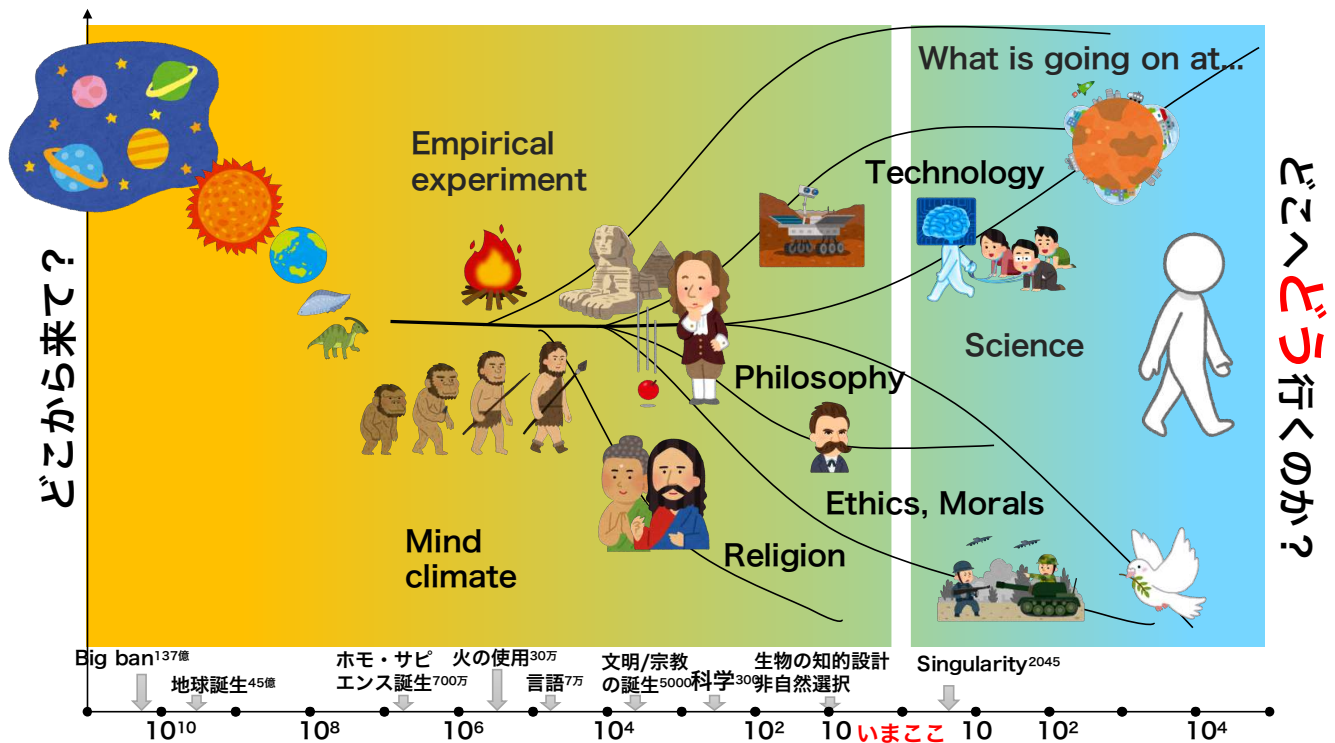 What is going on at...
Empirical
experiment
Technology
どこから来て?
どこへどう行くのか?
Science
Philosophy
Ethics, Morals
Mind
climate
Religion
Big ban137億
地球誕生45億
ホモ・サピ
エンス誕生700万
火の使用30万
言語7万
文明/宗教
の誕生5000
科学300
生物の知的設計
非自然選択
Singularity2045
10¹⁰ 10⁸ 10⁶ 10⁴ 10² 10 いまここ 10 10² 10⁴